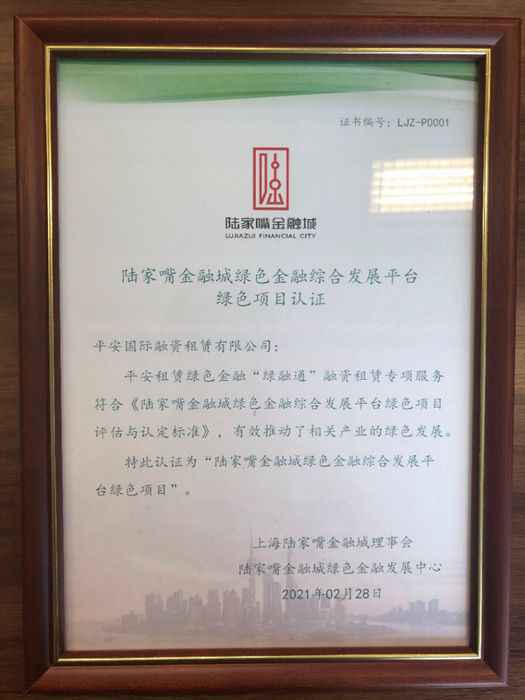 证书编号：LJZ-P0001
陆家嘴金融城
LUJIAZUI FINANCIAL CITY
陆家嘴金融城绿色金融综合发展平台
绿色项目认证
平安国际融资租赁有限公司：
平安租赁绿色金融“绿融通”融资租赁专项服务
符合《陆家嘴金融城绿色金融综合发展平台绿色项目
评估与认定标准》，有效推动了相关产业的绿色发展。
特此认证为“陆家嘴金融城绿色金融综合发展平
台绿色项目”。
上海陆家嘴金融城理事会
陆家嘴金融城绿色金融发展中心
2021年02月28日